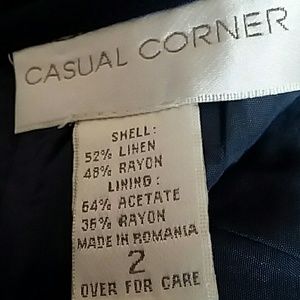 CASUAL CORNER
SHELL:
52% LINEN
48% RAYON
LINING:
64% ACETATE
36% RAYON
MADE IN ROMANIA
2
OVER FOR CARE